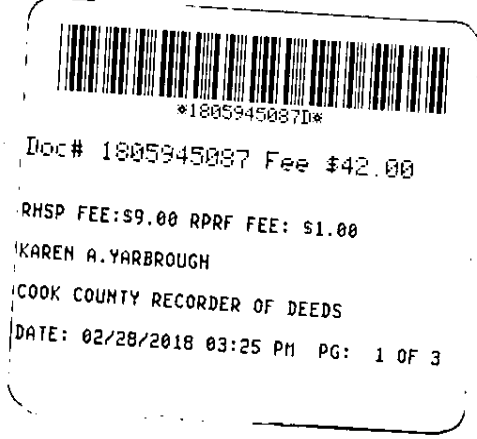 *1805945087D*
Doc# 1805945087 Fee $42.00
RHSP FEE:$9.00 RPRF FEE: $1.00
KAREN A.YARBROUGH
COOK COUNTY RECORDER OF DEEDS
DATE: 02/28/2018 03:25 PM PG: 1 OF 3